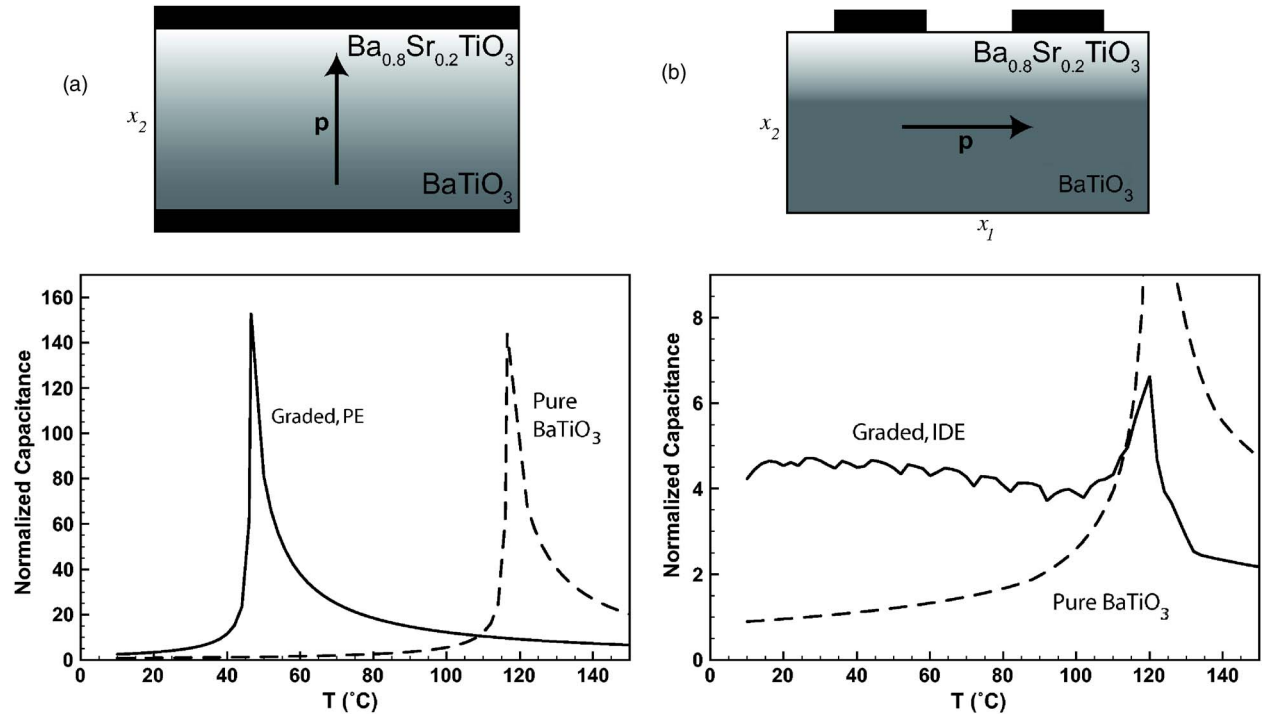 (a)
Ba0.8Sr0.2TiO3
x2
p
BaTiO3
(b)
Ba0.8Sr0.2TiO3
x2
p
BaTiO3
x1
160
140
120
100
80
60
40
20
0
Normalized Capacitance
Graded, PE
Pure
BaTiO3
0 20 40 60 80 100 120 140
T (˚C)
8
6
4
2
0
Normalized Capacitance
Graded, IDE
Pure BaTiO3
0 20 40 60 80 100 120 140
T (˚C)